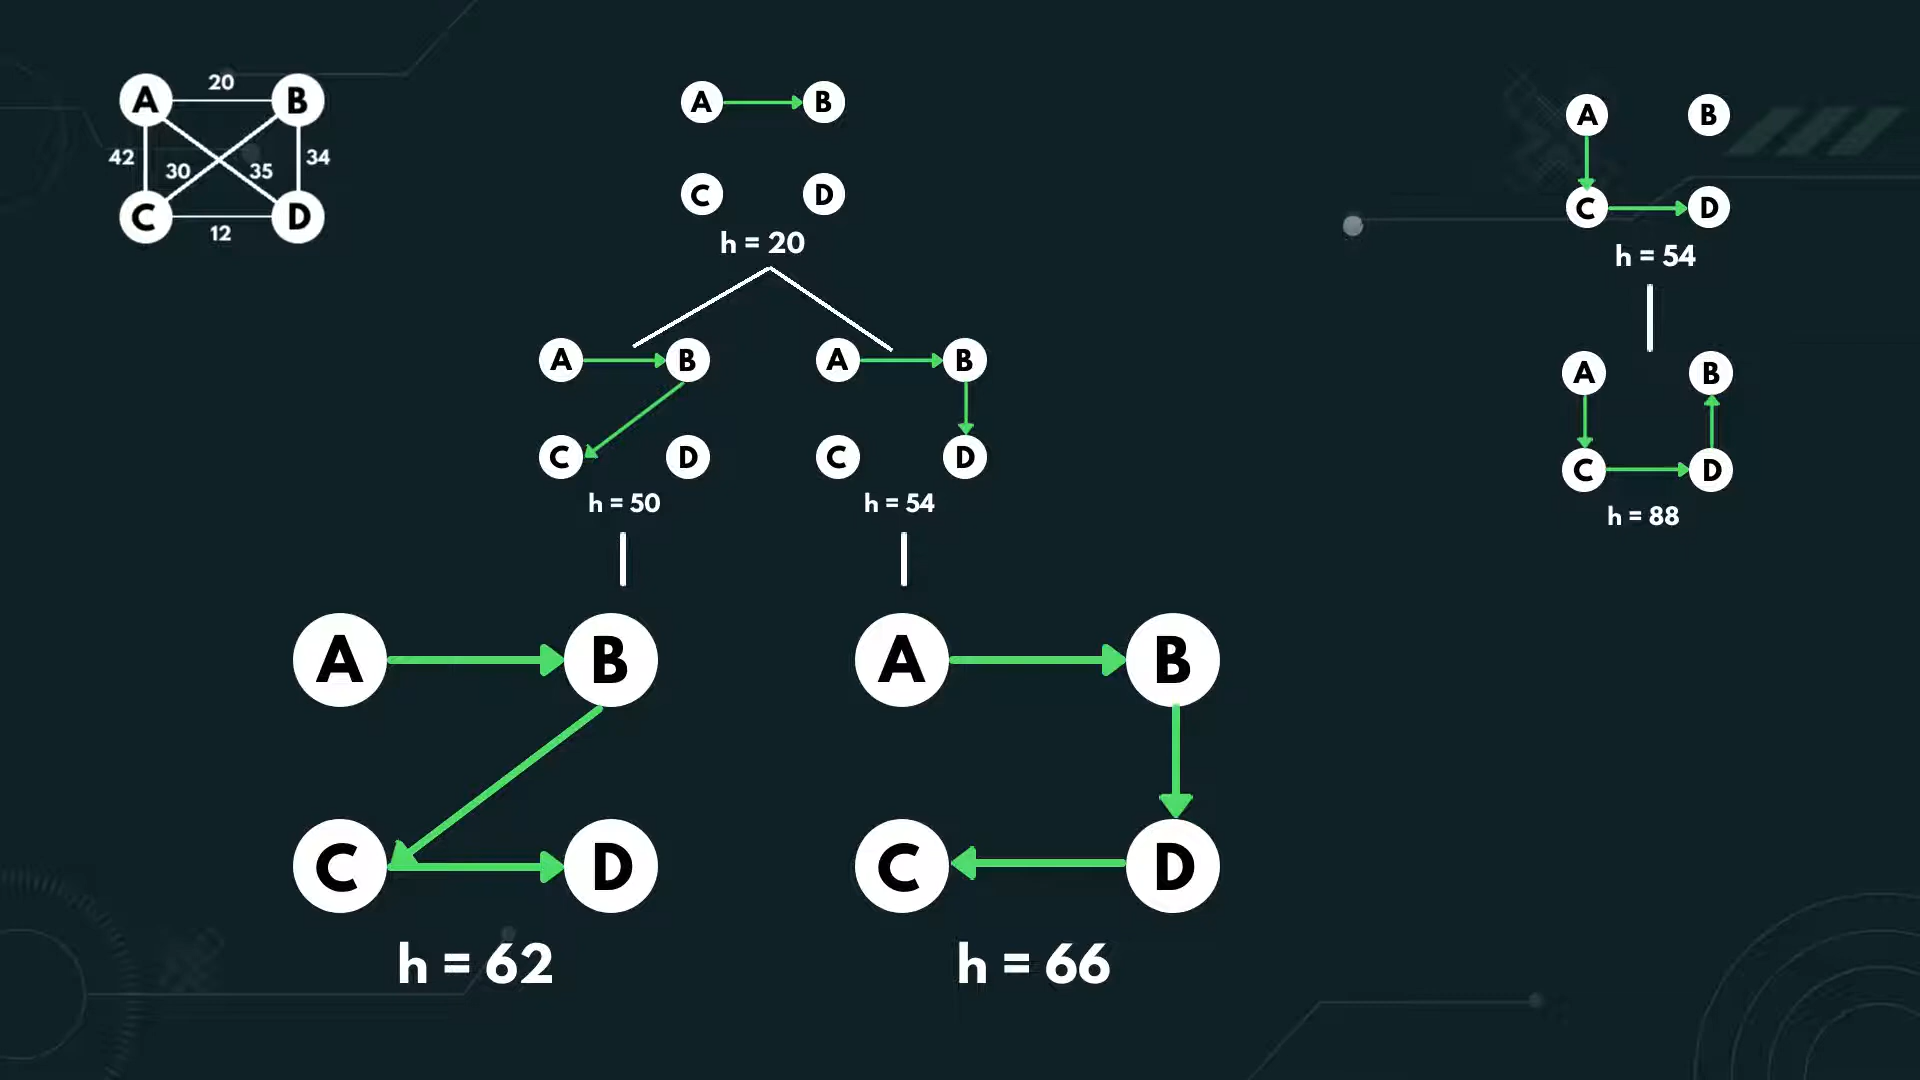 A 20 B
42 30 35 34
C 12 D
A B
C D
h = 20
A B
C D
h = 50
A B
C D
h = 54
A B
C D
h = 62
A B
C D
h = 66
A B
C D
h = 54
A B
C D
h = 88